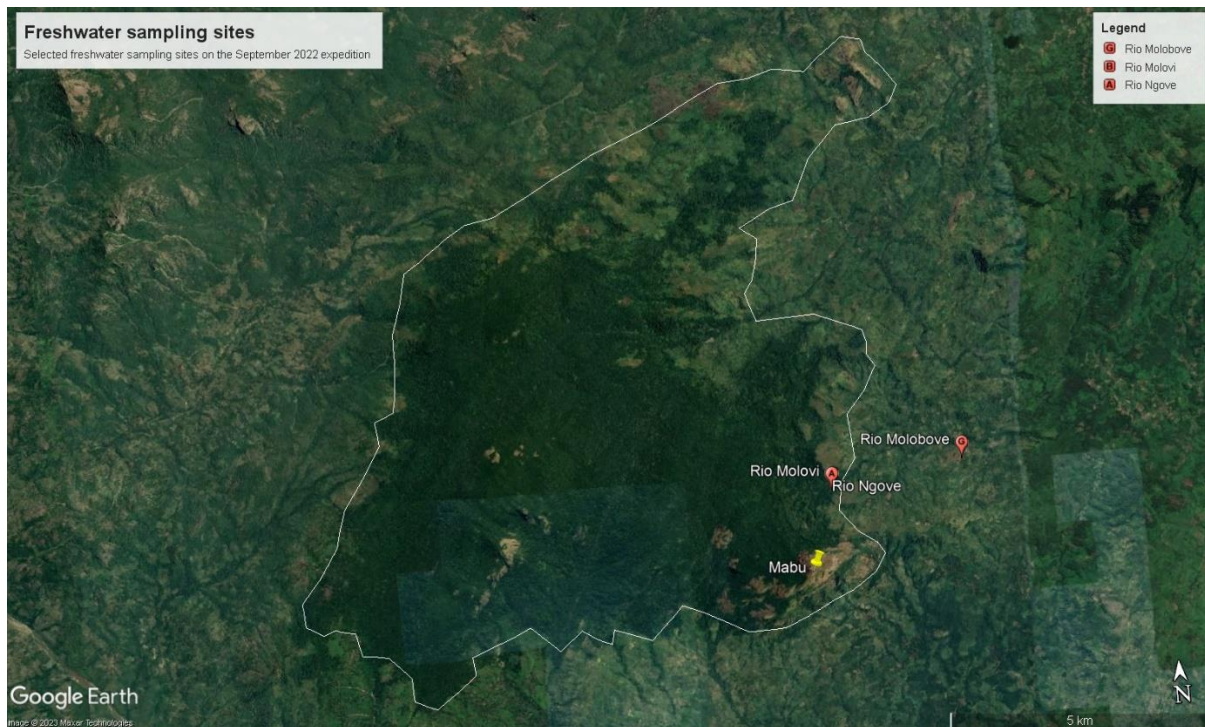 Freshwater sampling sites
Selected freshwater sampling sites on the September 2022 expedition
Legend
G Rio Molobove
B Rio Molovi
A Rio Ngove
Rio Molobove G
Rio Molovi A
Rio Ngove
Mabu
Google Earth
Image © 2023 Maxar Technologies
N
5 km